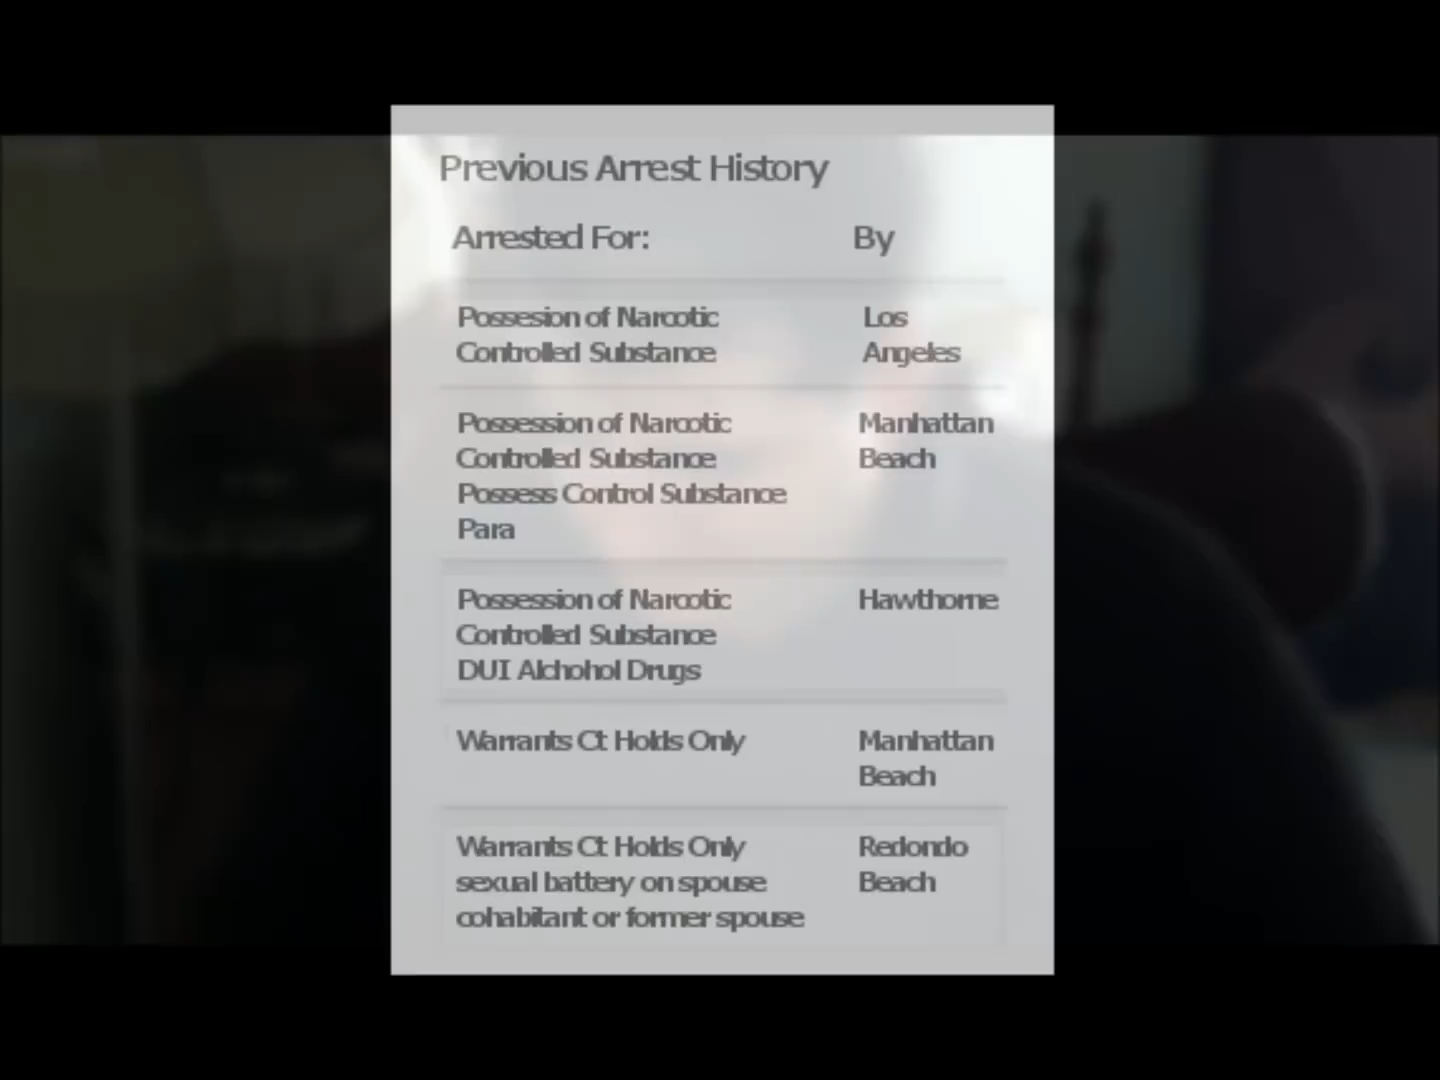 Previous Arrest History
Arrested For: By
Possesion of Narcotic Los
Controlled Substance Angeles
Possession of Narcotic Manhattan
Controlled Substance Beach
Possess Control Substance
Para
Possession of Narcotic Hawthorne
Controlled Substance
DUI Alchohol Drugs
Warrants Ct Holds Only Manhattan
Beach
Warrants Ct Holds Only Redondo
sexual battery on spouse Beach
cohabitant or former spouse